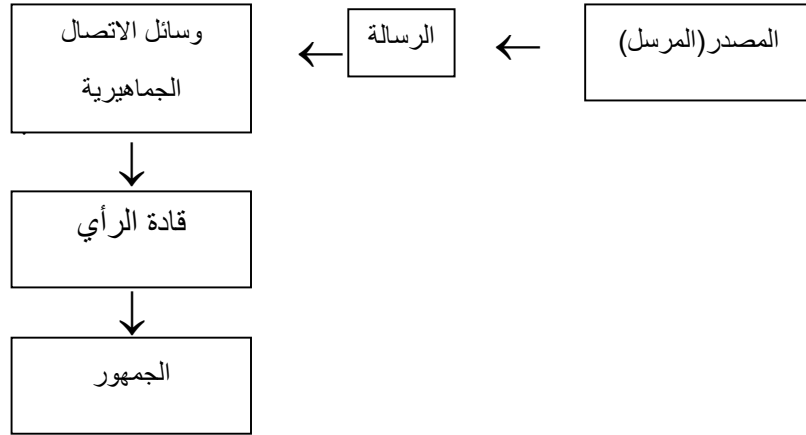 المصدر(المرسل)
الرسالة
وسائل الاتصال
الجماهيرية
قادة الرأي
الجمهور